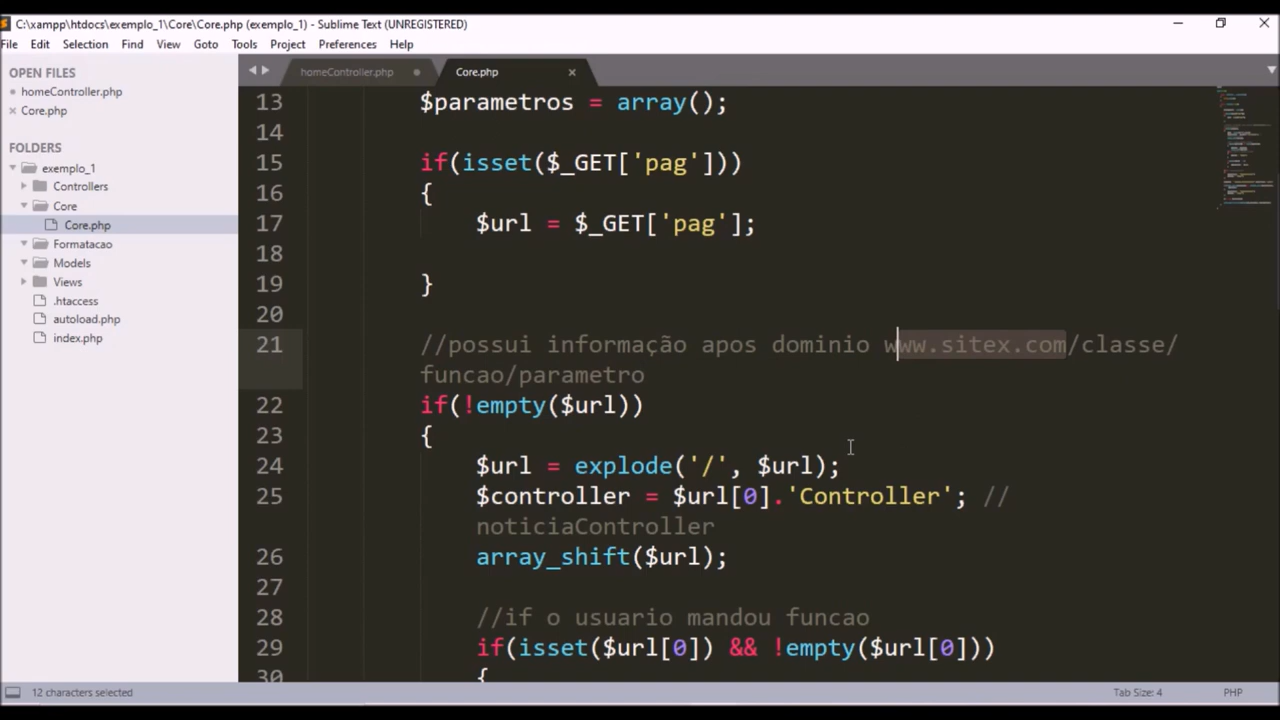 C:\xampp\htdocs\exemplo_1\Core\Core.php (exemplo_1) - Sublime Text (UNREGISTERED)
File Edit Selection Find View Goto Tools Project Preferences Help
OPEN FILES
homeController.php
Core.php
FOLDERS
exemplo_1
Controllers
Core
Core.php
Formatacao
Models
Views
.htaccess
autoload.php
index.php
homeController.php Core.php
13 $parametros = array();
14
15 if(isset($_GET['pag']))
16 {
17 $url = $_GET['pag'];
18
19 }
20
21 //possui informação apos dominio www.sitex.com/classe/
funcao/parametro
22 if(!empty($url))
23 {
24 $url = explode('/', $url);
25 $controller = $url[0].'Controller'; //
noticiaController
26 array_shift($url);
27
28 //if o usuario mandou funcao
29 if(isset($url[0]) && !empty($url[0]))
30 {
12 characters selected Tab Size: 4 PHP